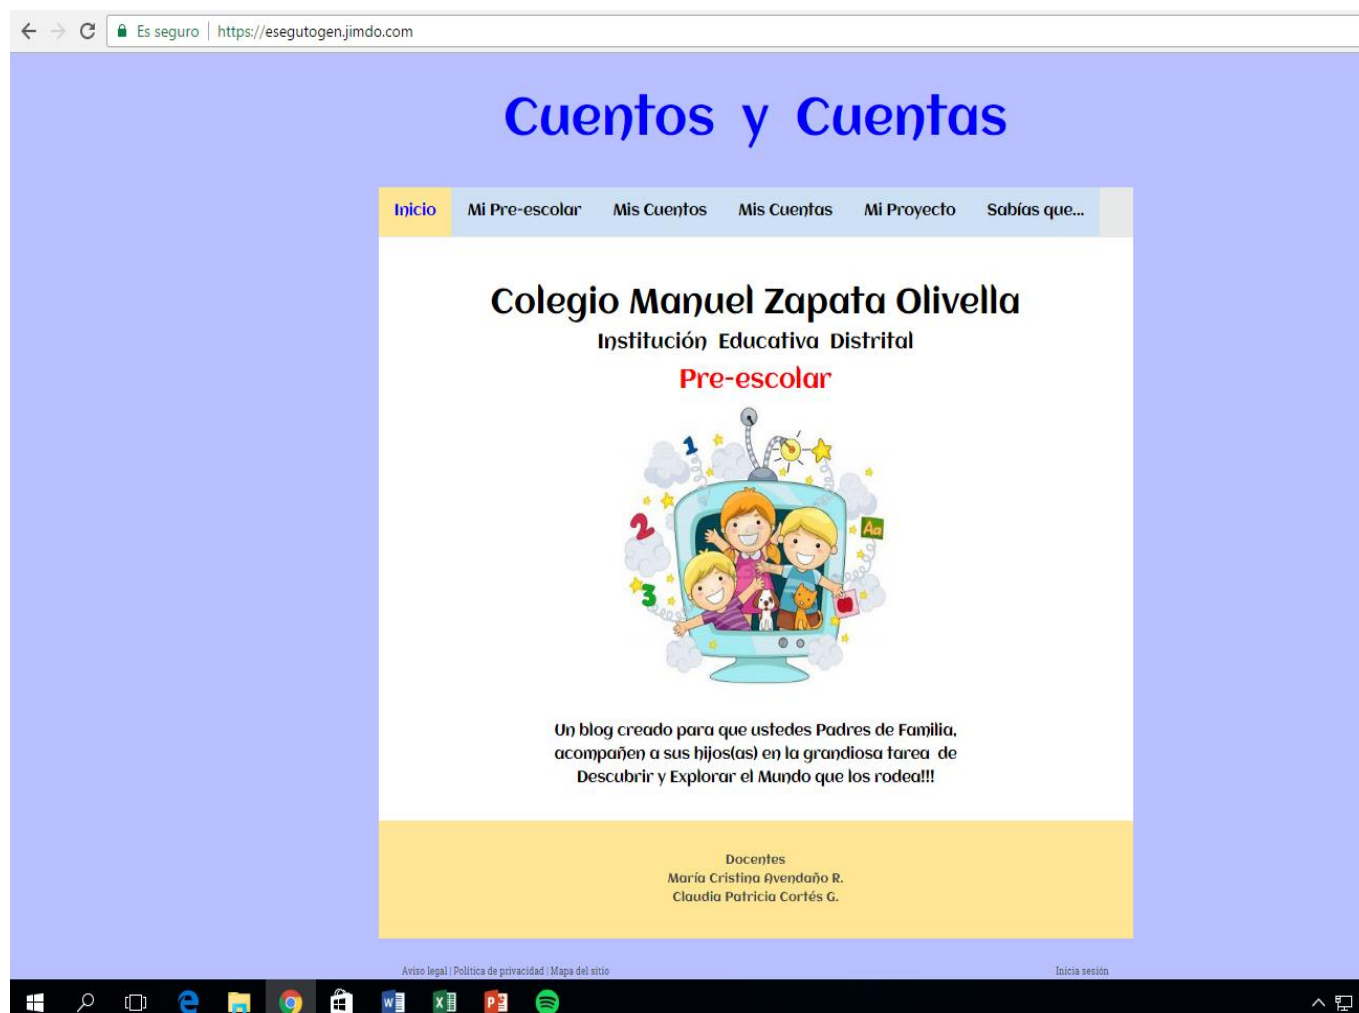 Es seguro | https://esegutogen.jimdo.com
Cuentos y Cuentas
Inicio Mi Pre-escolar Mis Cuentos Mis Cuentas Mi Proyecto Sabías que...
Colegio Manuel Zapata Olivella
Institución Educativa Distrital
Pre-escolar
1
2
Aa
3
Un blog creado para que ustedes Padres de Familia,
acompañen a sus hijos(as) en la grandiosa tarea de
Descubrir y Explorar el Mundo que los rodea!!!
Docentes
María Cristina Avendaño R.
Claudia Patricia Cortés G.
Aviso legal | Política de privacidad | Mapa del sitio
Inicia sesión